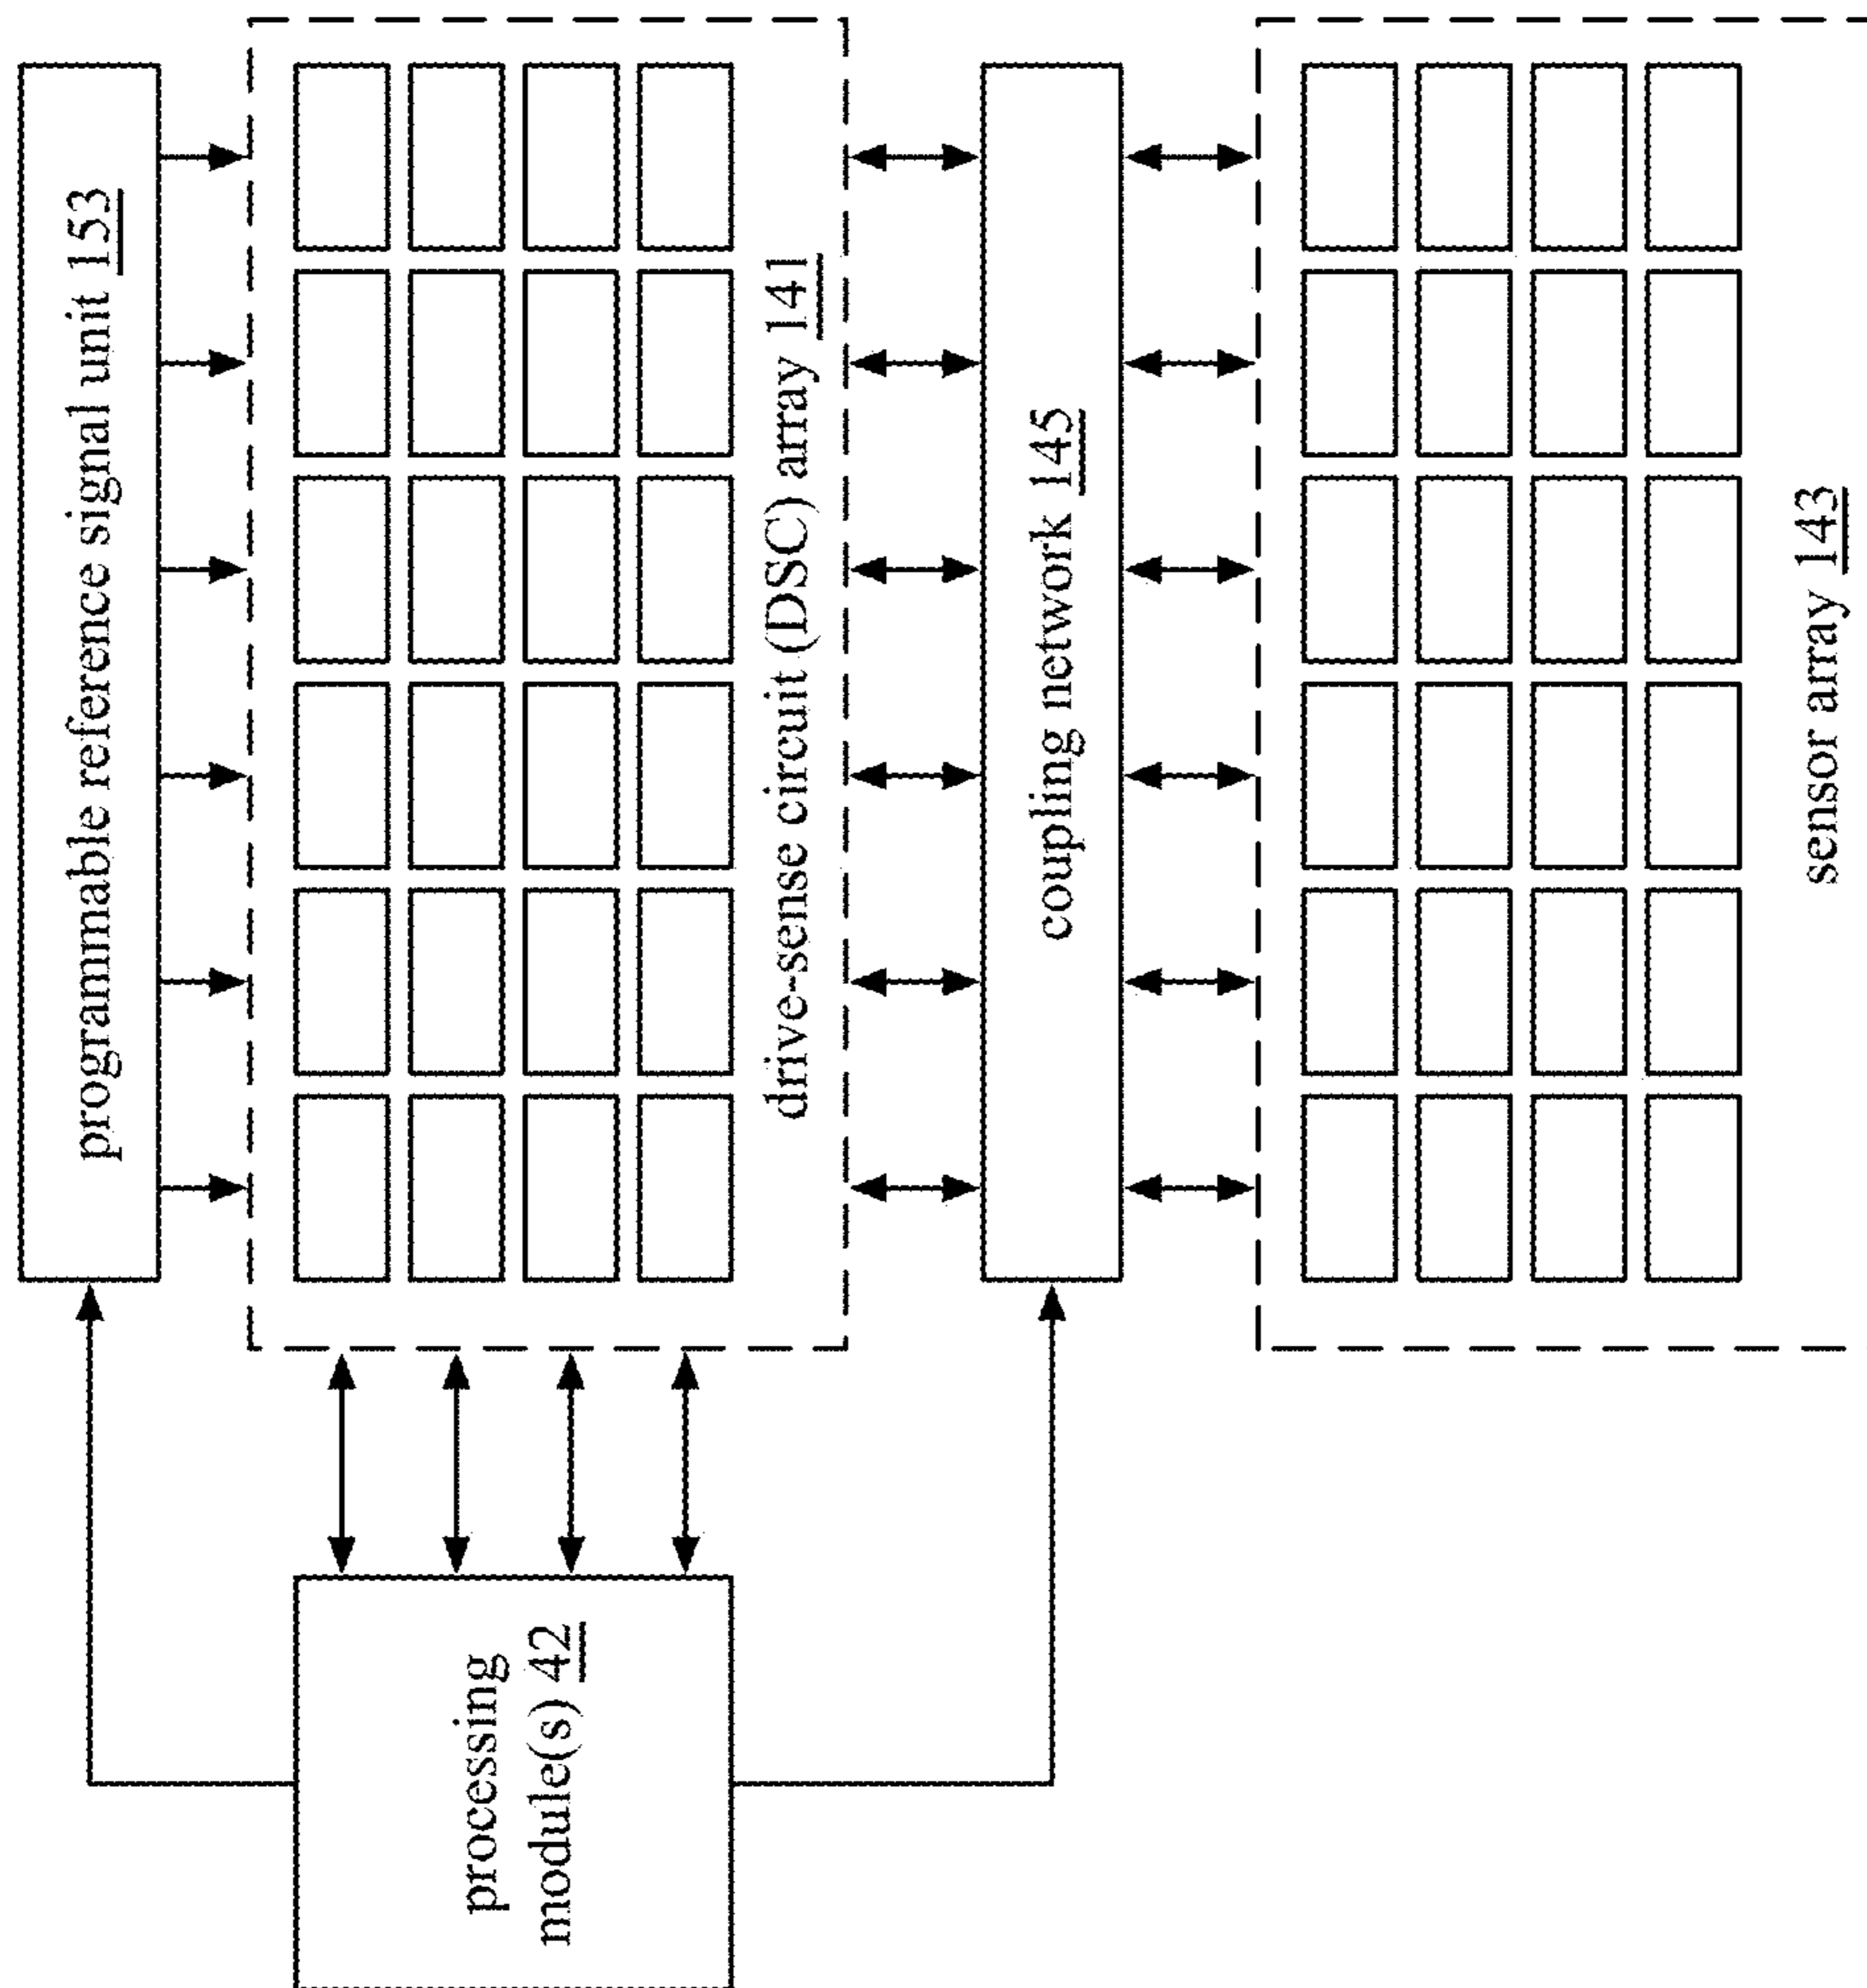 programmable reference signal unit 153
drive-sense circuit (DSC) array 141
processing
module(s) 42
coupling network 145
sensor array 143